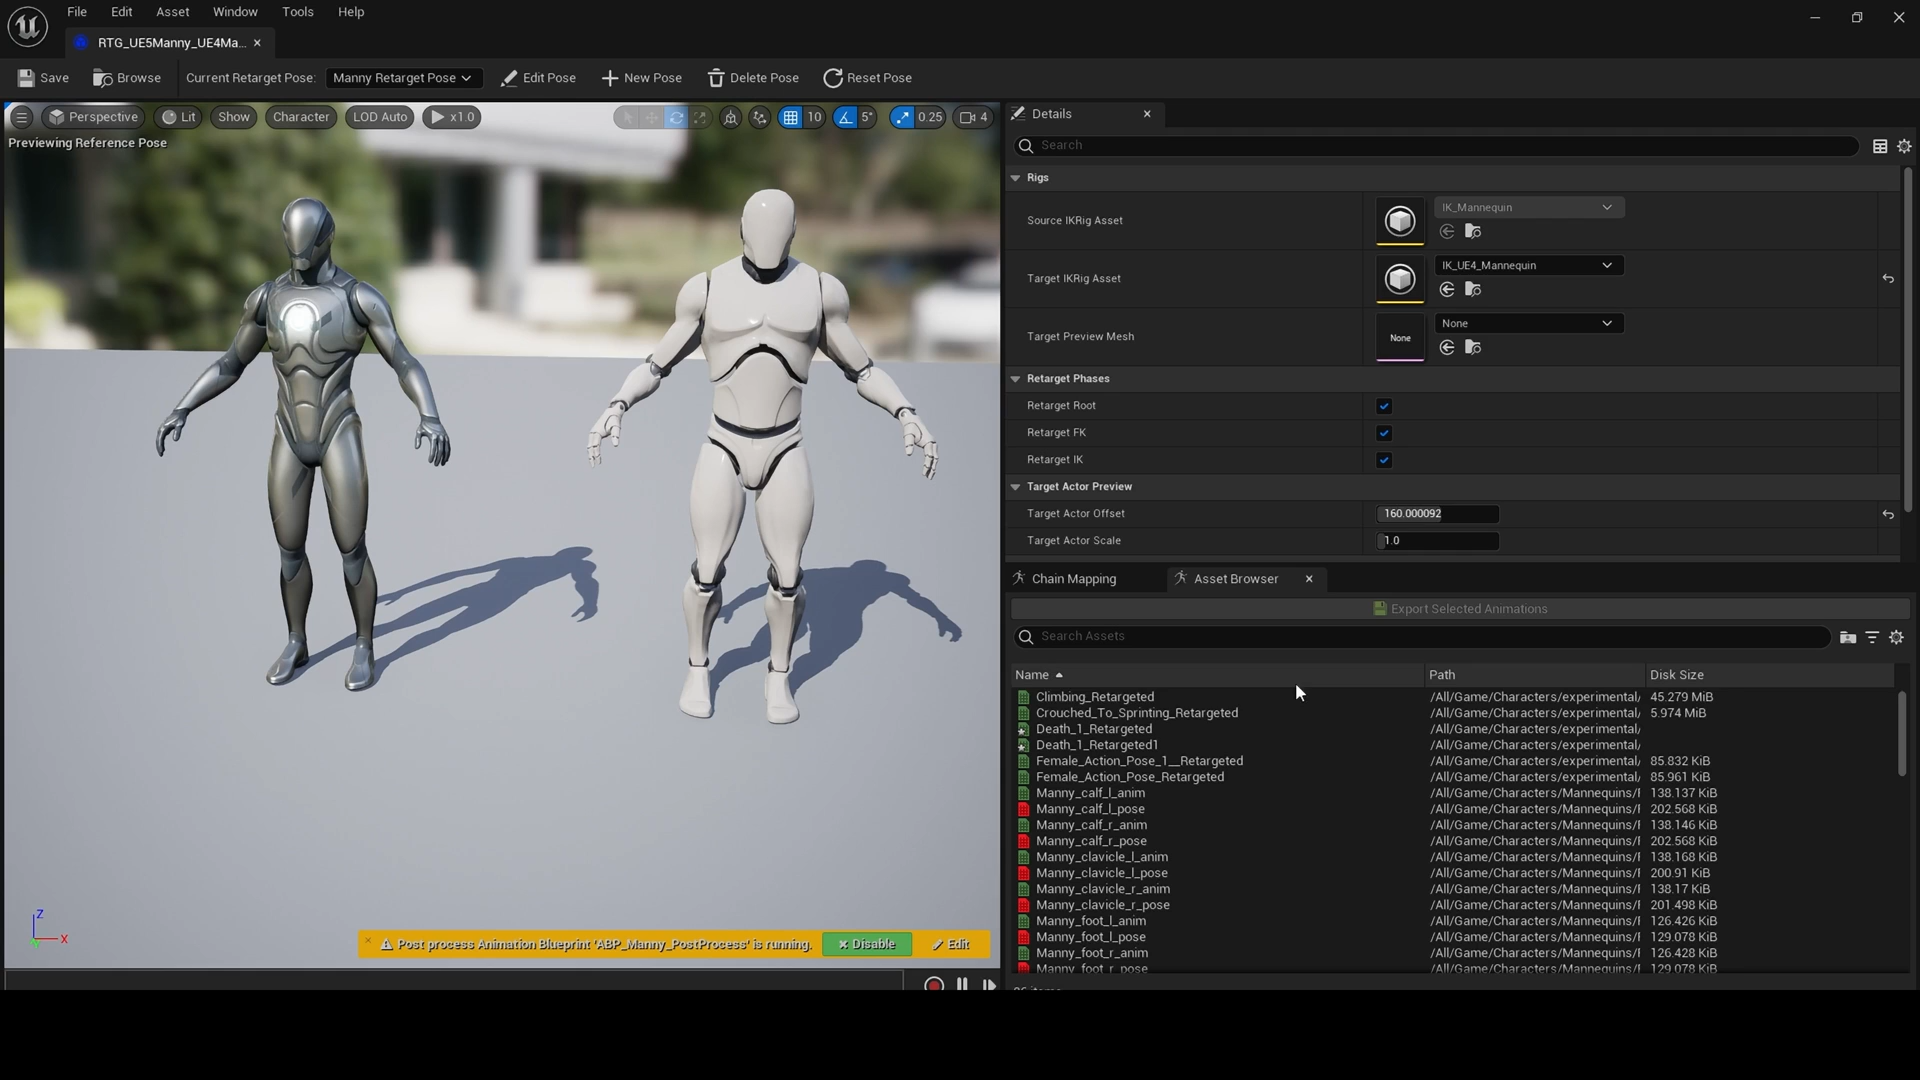 File Edit Asset Window Tools Help
RTG_UE5Manny_UE4Ma...
Save Browse Current Retarget Pose: Manny Retarget Pose Edit Pose New Pose Delete Pose Reset Pose
Perspective Lit Show Character LOD Auto x1.0 10 5° 0.25 4
Previewing Reference Pose
Z
X
Post process Animation Blueprint 'ABP_Manny_PostProcess' is running. Disable Edit
Details
Search
Rigs
Source IKRig Asset IK_Mannequin
Target IKRig Asset IK_UE4_Mannequin
Target Preview Mesh None None
Retarget Phases
Retarget Root
Retarget FK
Retarget IK
Target Actor Preview
Target Actor Offset 160.000092
Target Actor Scale 1.0
Chain Mapping Asset Browser
Export Selected Animations
Search Assets
Name Path Disk Size
Climbing_Retargeted /All/Game/Characters/experimental/ 45.279 MiB
Crouched_To_Sprinting_Retargeted /All/Game/Characters/experimental/ 5.974 MiB
Death_1_Retargeted /All/Game/Characters/experimental/
Death_1_Retargeted1 /All/Game/Characters/experimental/
Female_Action_Pose_1__Retargeted /All/Game/Characters/experimental/ 85.832 KiB
Female_Action_Pose_Retargeted /All/Game/Characters/experimental/ 85.961 KiB
Manny_calf_l_anim /All/Game/Characters/Mannequins/ 138.137 KiB
Manny_calf_l_pose /All/Game/Characters/Mannequins/ 202.568 KiB
Manny_calf_r_anim /All/Game/Characters/Mannequins/ 138.146 KiB
Manny_calf_r_pose /All/Game/Characters/Mannequins/ 202.568 KiB
Manny_clavicle_l_anim /All/Game/Characters/Mannequins/ 138.168 KiB
Manny_clavicle_l_pose /All/Game/Characters/Mannequins/ 200.91 KiB
Manny_clavicle_r_anim /All/Game/Characters/Mannequins/ 138.17 KiB
Manny_clavicle_r_pose /All/Game/Characters/Mannequins/ 201.498 KiB
Manny_foot_l_anim /All/Game/Characters/Mannequins/ 126.426 KiB
Manny_foot_l_pose /All/Game/Characters/Mannequins/ 129.078 KiB
Manny_foot_r_anim /All/Game/Characters/Mannequins/ 126.428 KiB
Manny_foot_r_pose /All/Game/Characters/Mannequins/ 129.078 KiB